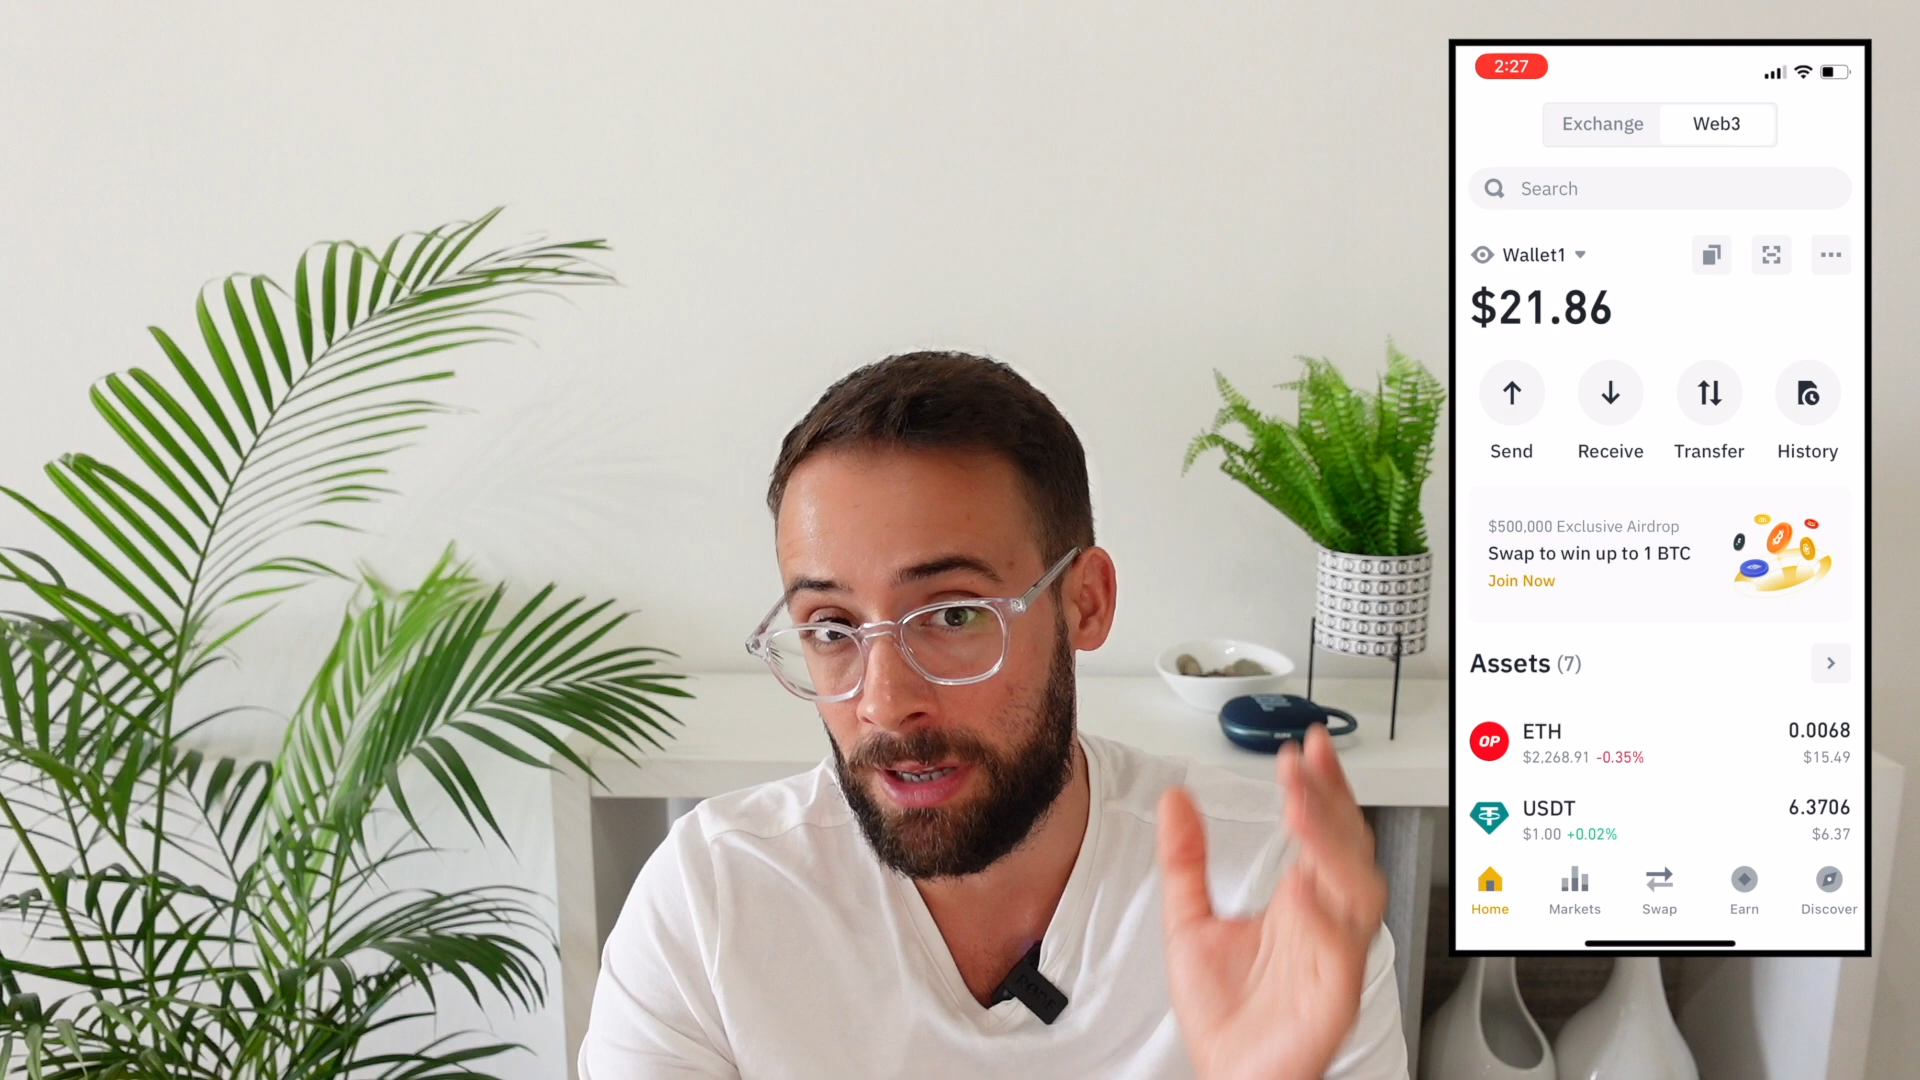 2:27
Exchange Web3
Search
Wallet1
$21.86
Send Receive Transfer History
$500,000 Exclusive Airdrop
Swap to win up to 1 BTC
Join Now
Assets (7)
OP ETH 0.0068
$2,268.91 -0.35% $15.49
USDT 6.3706
$1.00 +0.02% $6.37
Home Markets Swap Earn Discover
RODE